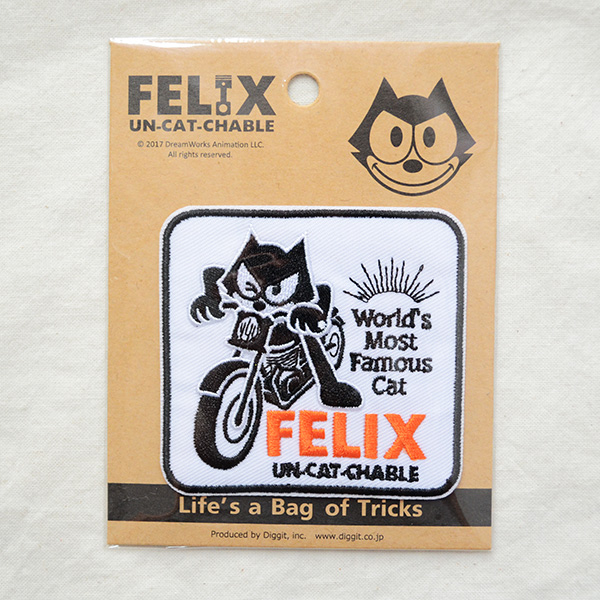 FELIX
UN-CAT-CHABLE
© 2017 DreamWorks Animation LLC.
All rights reserved.
World's
Most
Famous
Cat
FELIX
UN-CAT-CHABLE
Life's a Bag of Tricks
Produced by Diggit, inc. www.diggit.co.jp